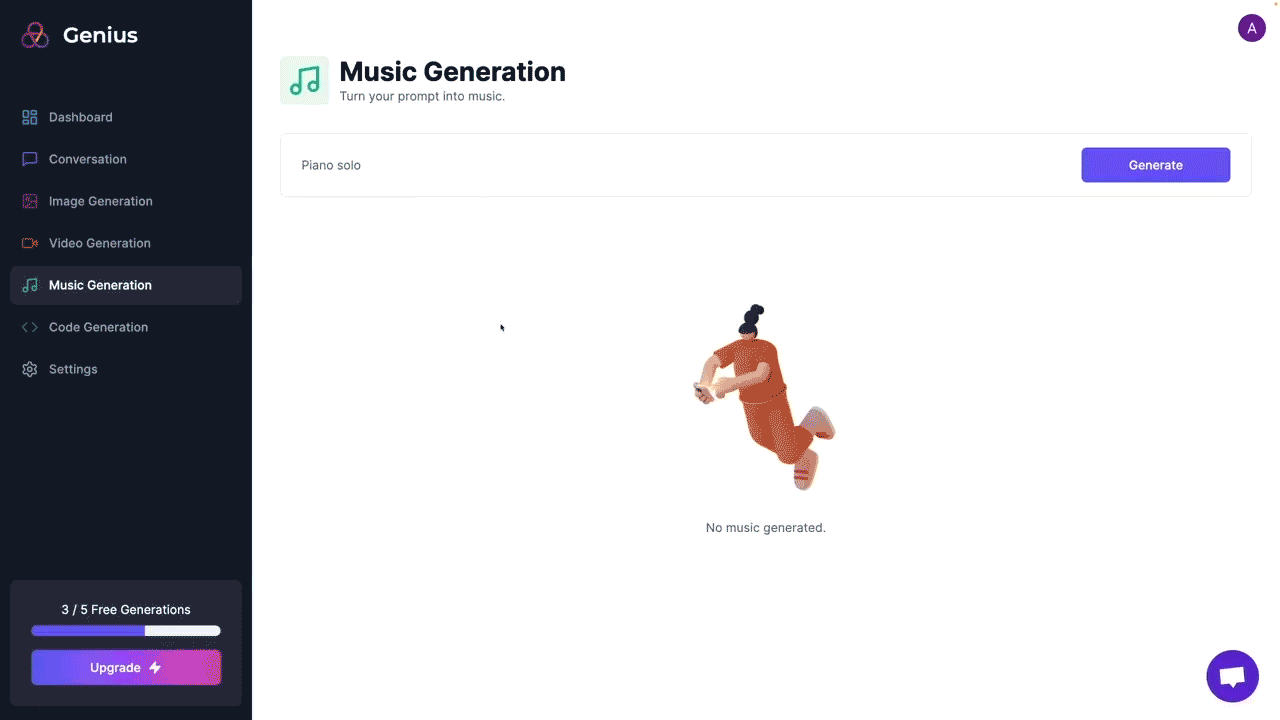 Genius
Dashboard
Conversation
Image Generation
Video Generation
Music Generation
Code Generation
Settings
3 / 5 Free Generations
Upgrade
A
Music Generation
Turn your prompt into music.
Piano solo
Generate
No music generated.